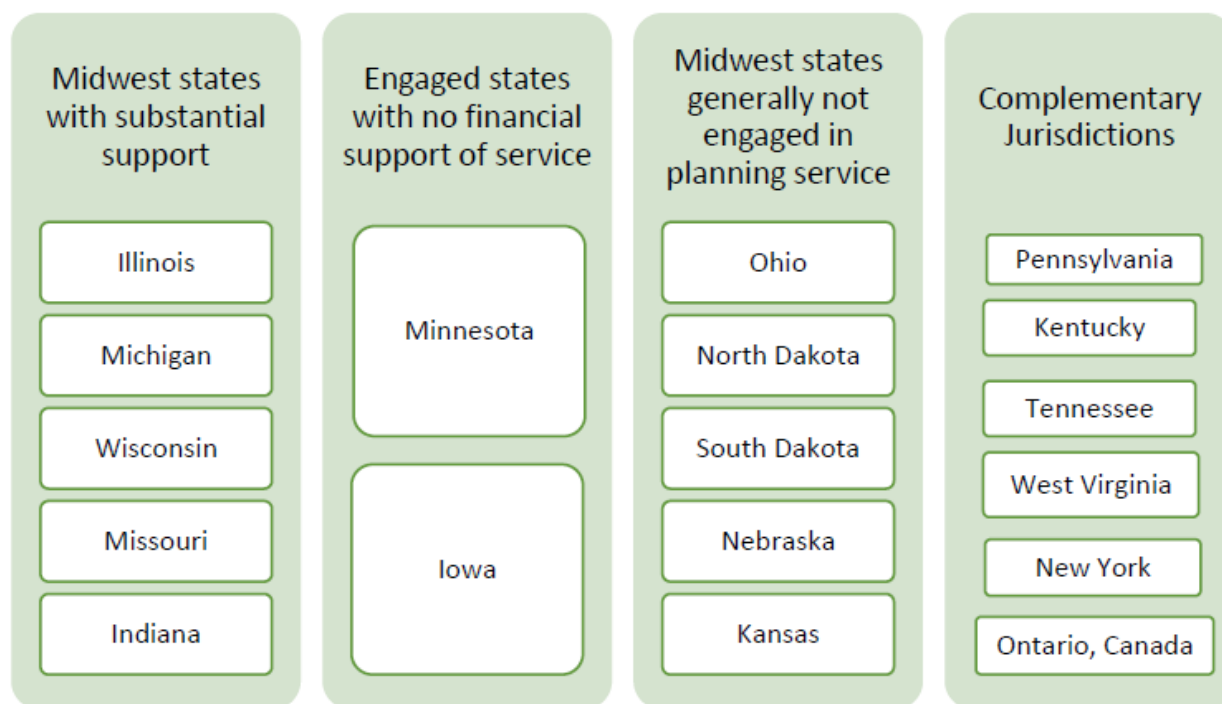 Midwest states
with substantial
support
Illinois
Michigan
Wisconsin
Missouri
Indiana
Engaged states
with no financial
support of service
Minnesota
Iowa
Midwest states
generally not
engaged in
planning service
Ohio
North Dakota
South Dakota
Nebraska
Kansas
Complementary
Jurisdictions
Pennsylvania
Kentucky
Tennessee
West Virginia
New York
Ontario, Canada